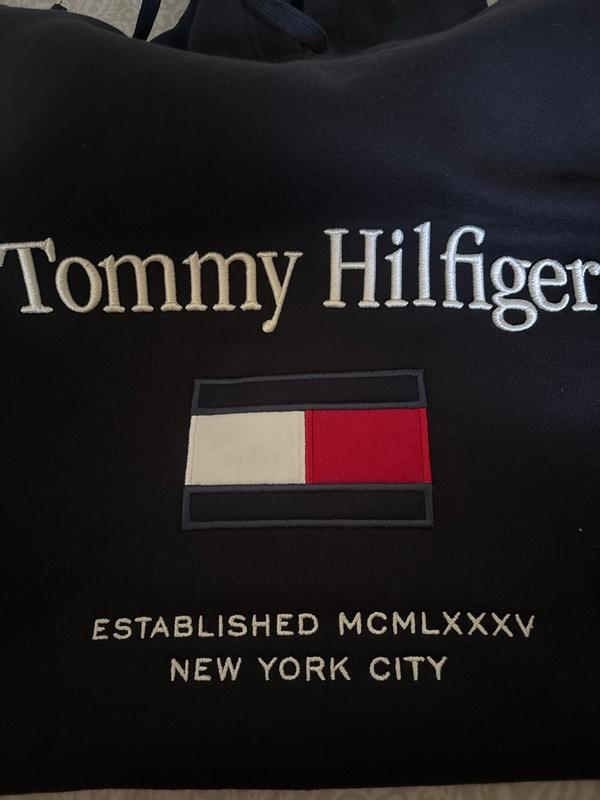 Tommy Hilfiger
ESTABLISHED MCMLXXXV
NEW YORK CITY